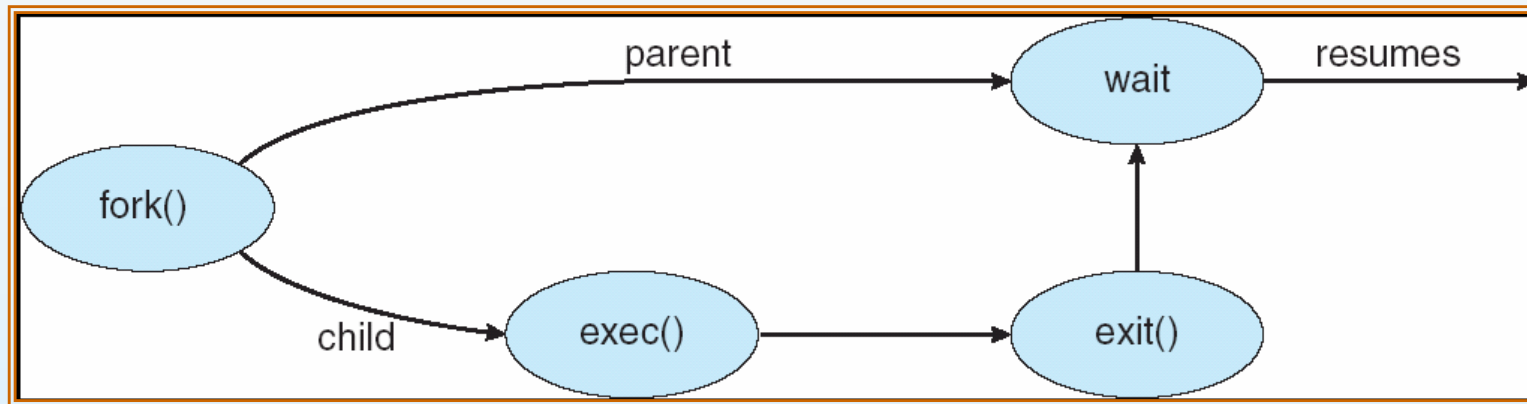 parent
wait
resumes
fork()
child
exec()
exit()